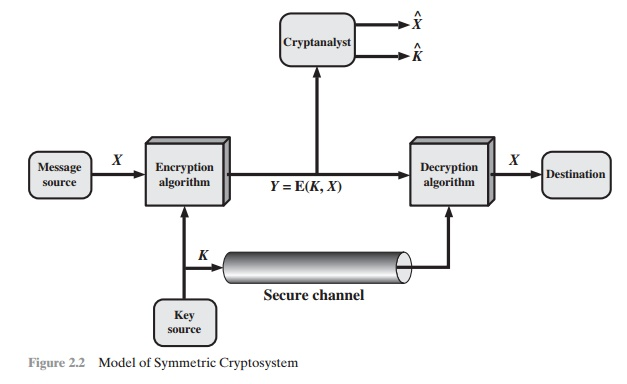 X̂
Cryptanalyst
K̂
Message
source
X
Encryption
algorithm
Y = E(K, X)
Decryption
algorithm
X
Destination
K
Secure channel
Key
source
Figure 2.2 Model of Symmetric Cryptosystem